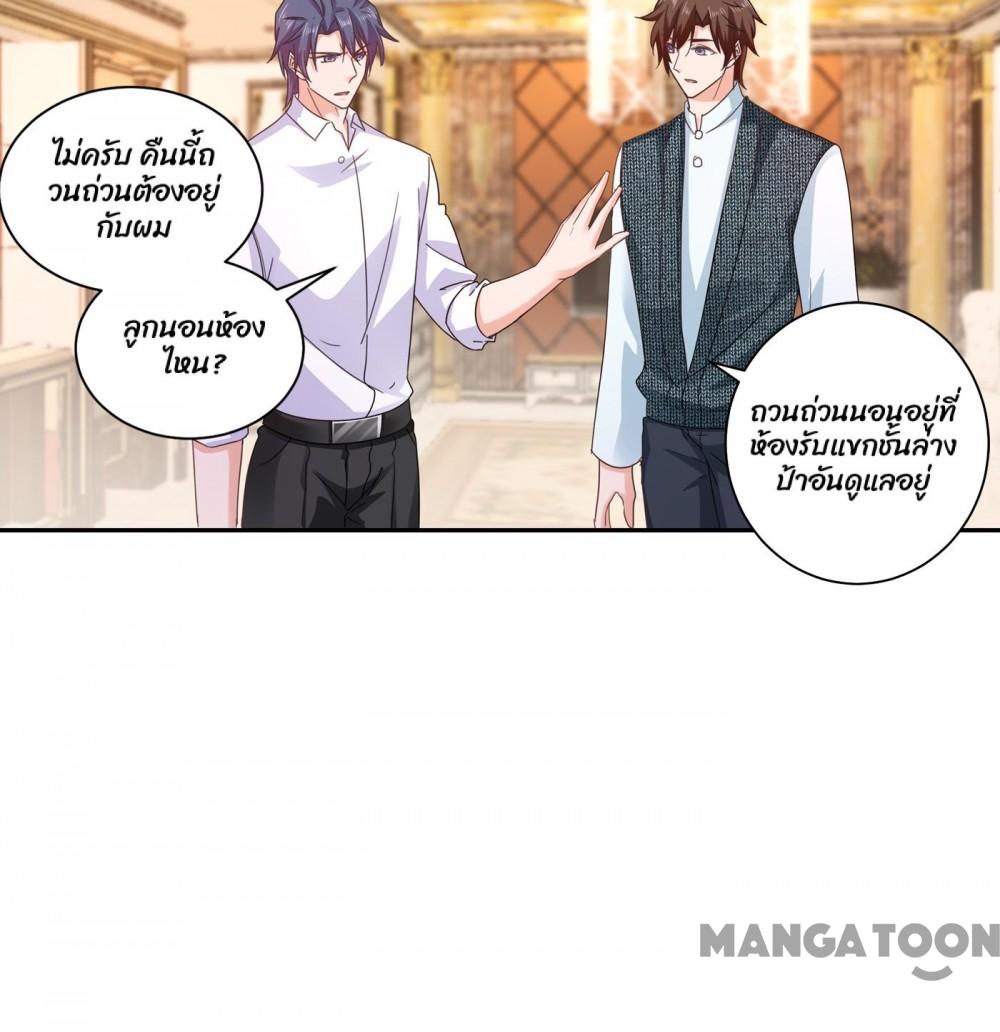 ไม่ครับ คืนนี้ถ
วนถ่วนต้องอยู่
กับผม
ลูกนอนห้อง
ไหน?
ถวนถ่วนนอนอยู่ที่
ห้องรับแขกชั้นล่าง
ป้าอันดูแลอยู่
MANGATOON